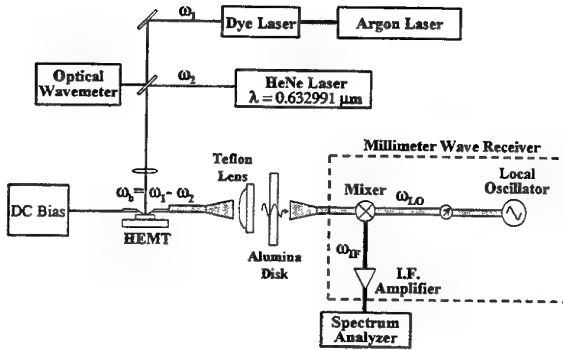 ω1
Dye Laser
Argon Laser
Optical
Wavemeter
ω2
HeNe Laser
λ = 0.632991 μm
Millimeter Wave Receiver
Teflon
Lens
Mixer
Local
Oscillator
ωLO
ωb = ω1 - ω2
DC Bias
HEMT
Alumina
Disk
ωIF
I.F.
Amplifier
Spectrum
Analyzer